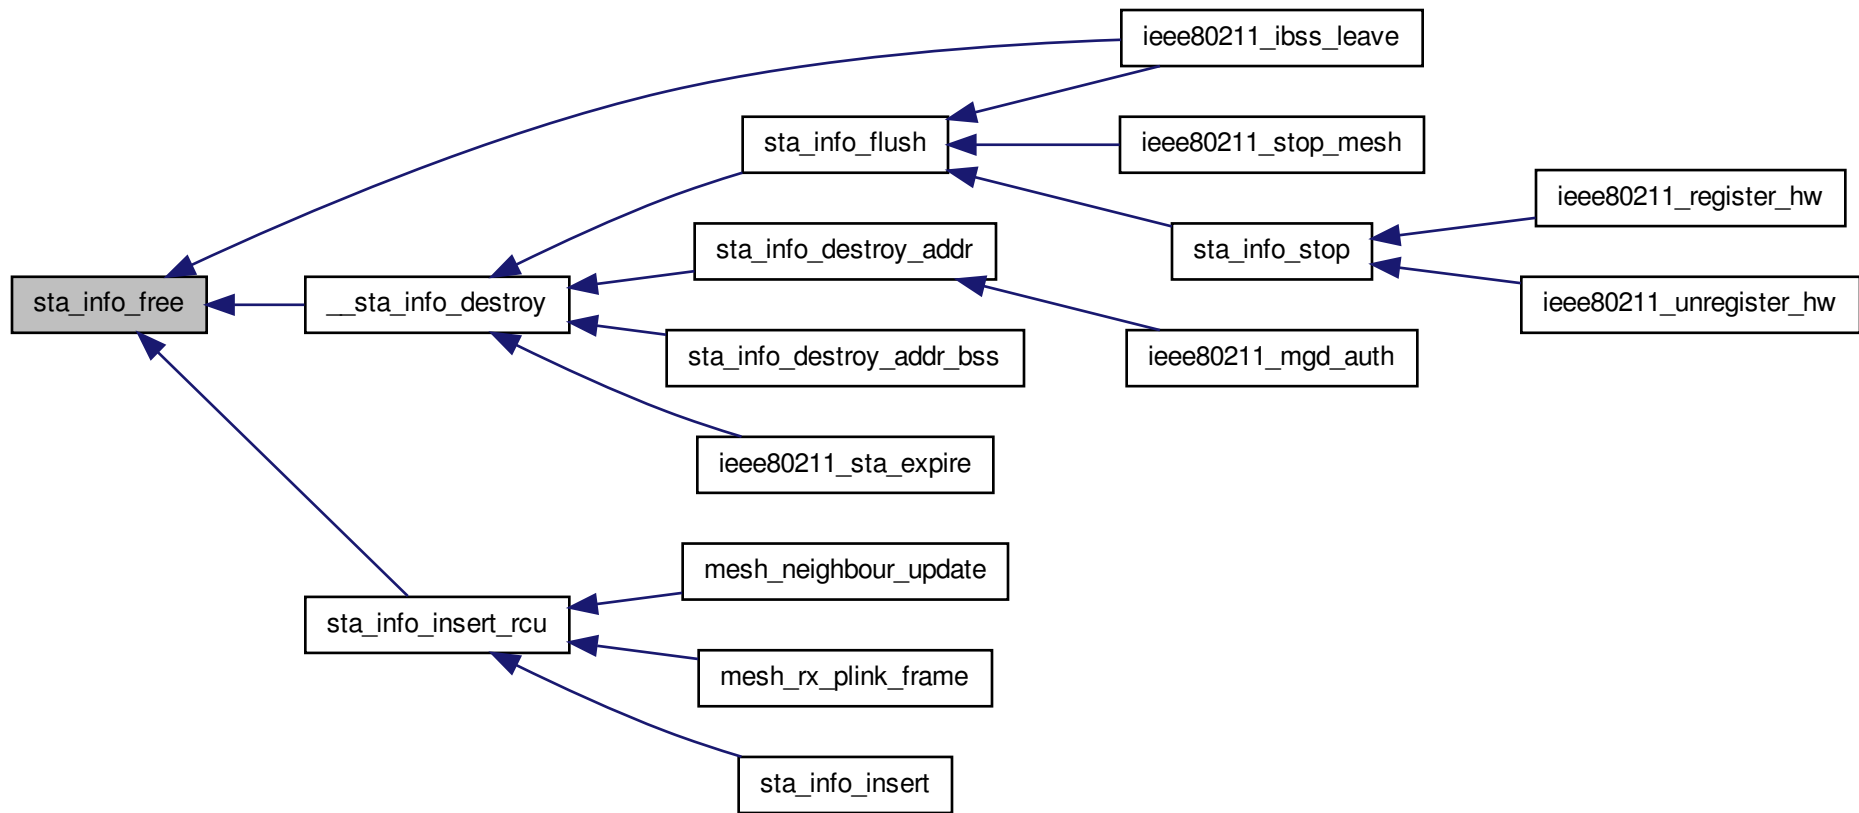 ieee80211_ibss_leave
sta_info_flush
ieee80211_stop_mesh
ieee80211_register_hw
sta_info_destroy_addr
sta_info_stop
sta_info_free
__sta_info_destroy
ieee80211_unregister_hw
sta_info_destroy_addr_bss
ieee80211_mgd_auth
ieee80211_sta_expire
mesh_neighbour_update
sta_info_insert_rcu
mesh_rx_plink_frame
sta_info_insert